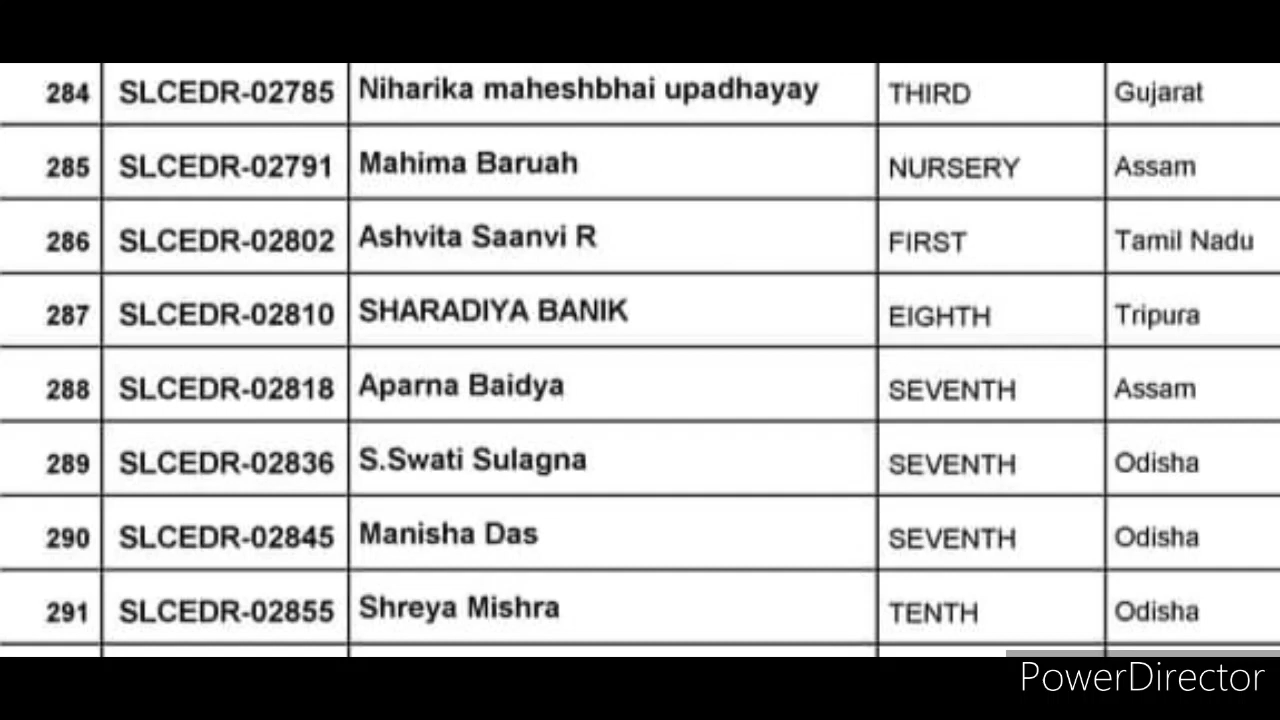 284 SLCEDR-02785 Niharika maheshbhai upadhayay THIRD Gujarat
285 SLCEDR-02791 Mahima Baruah NURSERY Assam
286 SLCEDR-02802 Ashvita Saanvi R FIRST Tamil Nadu
287 SLCEDR-02810 SHARADIYA BANIK EIGHTH Tripura
288 SLCEDR-02818 Aparna Baidya SEVENTH Assam
289 SLCEDR-02836 S.Swati Sulagna SEVENTH Odisha
290 SLCEDR-02845 Manisha Das SEVENTH Odisha
291 SLCEDR-02855 Shreya Mishra TENTH Odisha
PowerDirector